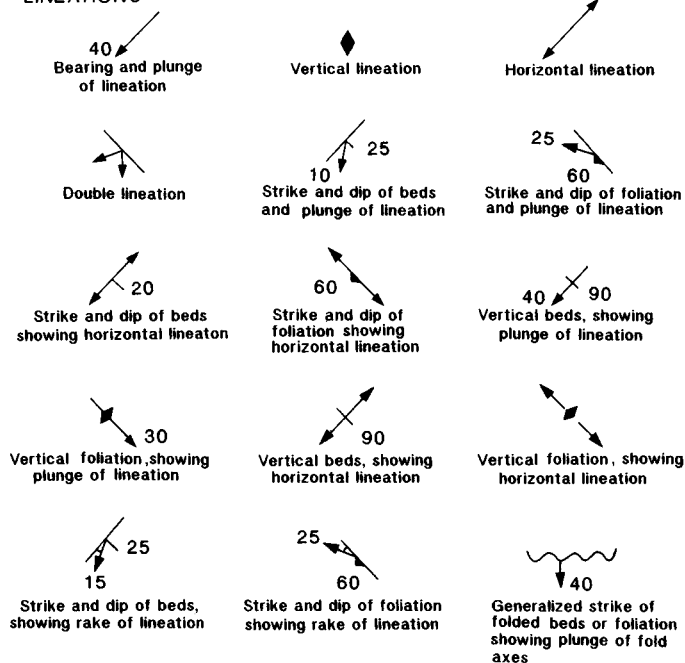 LINEATIONS
40
Bearing and plunge
of lineation
Vertical lineation
Horizontal lineation
Double lineation
25
10
Strike and dip of beds
and plunge of lineation
25
60
Strike and dip of foliation
and plunge of lineation
20
Strike and dip of beds
showing horizontal lineaton
60
Strike and dip of
foliation showing
horizontal lineation
40 90
Vertical beds, showing
plunge of lineation
30
Vertical foliation ,showing
plunge of lineation
90
Vertical beds, showing
horizontal lineation
Vertical foliation, showing
horizontal lineation
25
15
Strike and dip of beds,
showing rake of lineation
25
60
Strike and dip of foliation
showing rake of lineation
40
Generalized strike of
folded beds or foliation
showing plunge of fold
axes